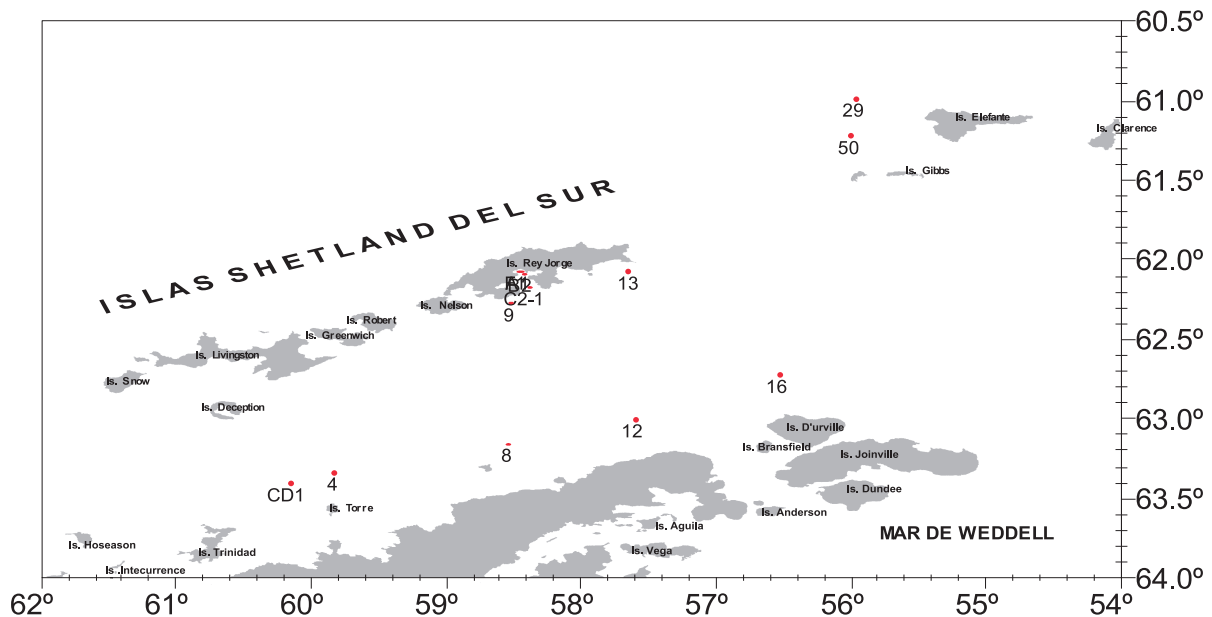 60.5º
61.0º
29
Is. Elefante
Is. Clarence
50
Is. Gibbs
61.5º
ISLAS SHETLAND DEL SUR
62.0º
Is. Rey Jorge
13
C2-1
Is. Nelson
9
Is. Robert
Is. Greenwich
62.5º
Is. Livingston
Is. Snow
16
Is. Deception
63.0º
12
Is. D'urville
Is. Bransfield
8
Is. Joinville
4
CD1
Is. Dundee
63.5º
Is. Torre
Is. Anderson
Is. Aguila
MAR DE WEDDELL
Is. Hoseason
Is. Trinidad
Is. Vega
Is. .Intecurrence
64.0º
62º 61º 60º 59º 58º 57º 56º 55º 54º